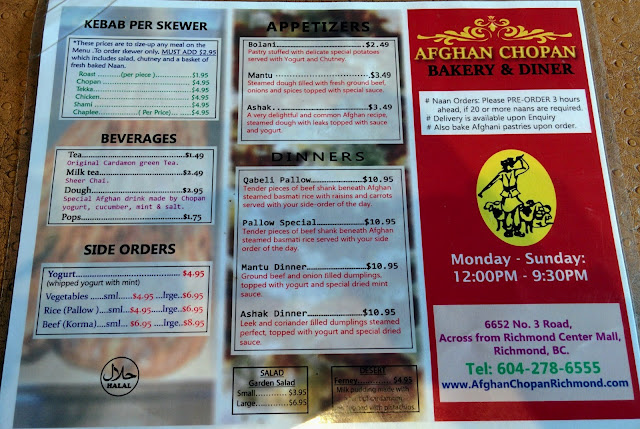 KEBAB PER SKEWER
*These prices are to size-up any meal on the
Menu .To order skewer only, MUST ADD $2.95
which includes salad, chutney and a basket of
fresh baked Naan.
Roast ..........(per piece )..............$1.95
Chopan ....................................$4.95
Tekka.......................................$4.95
Chicken....................................$4.95
Shami ......................................$4.95
Chaplee..............( Per Price)... .....$4.95
BEVERAGES
Tea......................................$1.49
Original Cardamon green Tea.
Milk tea..............................$2.49
Sheer Chai.
Dough.................................$2.95
Special Afghan drink made by Chopan
yogurt, cucumber, mint & salt.
Pops....................................$1.75
SIDE ORDERS
Yogurt........................................ $4.95
(whipped yogurt with mint)
Vegetables ......sml.....$4.95 ....lrge..$6.95
Rice (Pallow )....sml....$4.95....lrge..$6.95
Beef (Korma)....sml....$6.95 ....lrge..$8.95
حلال
HALAL
APPETIZERS
Bolani...............................$2.49
Pastry stuffed with delicate special potatoes
served with Yogurt and Chutney.
Mantu ...............................$3.49
Steamed dough filled with fresh ground beef,
onions and spices topped with special sauce.
Ashak................................$3.49
A very delightful and common Afghan recipe,
steamed dough with leaks topped with sauce
and yogurt.
DINNERS
Qabeli Pallow....................$10.95
Tender pieces of beef shank beneath Afghan
steamed basmati rice with raisins and carrots
served with your side-order of the day.
Pallow Special...................$10.95
Tender pieces of beef shank beneath Afghan
steamed basmati rice served with your side
order of the day.
Mantu Dinner.....................$10.95
Ground beef and onion filled dumplings,
topped with yogurt and special dried mint
sauce.
Ashak Dinner.....................$10.95
Leek and coriander filled dumplings steamed
perfect, topped with yogurt and special dried
sauce.
SALAD
Garden Salad
Small...............$3.95
Large...............$6.95
DESERT
Ferney...............$4.95
Milk pudding made with
topped with pistachios
AFGHAN CHOPAN
BAKERY & DINER
# Naan Orders: Please PRE-ORDER 3 hours
ahead, if 20 or more naans are required.
# Delivery is available upon Enquiry
# Also bake Afghani pastries upon order.
Monday - Sunday:
12:00PM - 9:30PM
6652 No. 3 Road,
Across from Richmond Center Mall,
Richmond, BC.
Tel: 604-278-6555
www.AfghanChopanRichmond.com